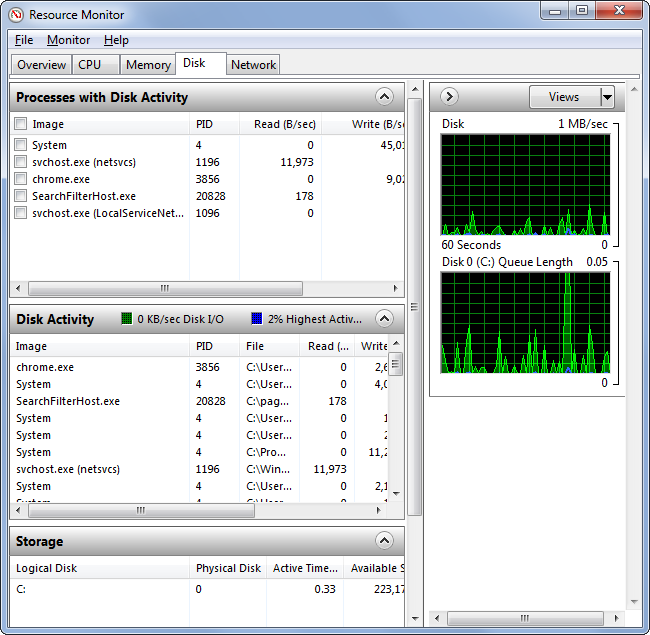 Resource Monitor
File Monitor Help
Overview CPU Memory Disk Network
Processes with Disk Activity
Image PID Read (B/sec) Write (B/se
System 4 0 45,01
svchost.exe (netsvcs) 1196 11,973
chrome.exe 3856 0 9,02
SearchFilterHost.exe 20828 178
svchost.exe (LocalServiceNet... 1096 0
Disk Activity 0 KB/sec Disk I/O 2% Highest Activ...
Image PID File Read (... Write
chrome.exe 3856 C:\User... 0 2,6
System 4 C:\User... 0 4,0
SearchFilterHost.exe 20828 C:\pag... 178
System 4 C:\User... 0 1
System 4 C:\User... 0 2
System 4 C:\Pro... 0 11,2
svchost.exe (netsvcs) 1196 C:\Win... 11,973
System 4 C:\User... 0 2,1
System 4 C:\User... 0
Storage
Logical Disk Physical Disk Active Time... Available S
C: 0 0.33 223,17
Views
Disk 1 MB/sec
60 Seconds 0
Disk 0 (C:) Queue Length 0.05
0